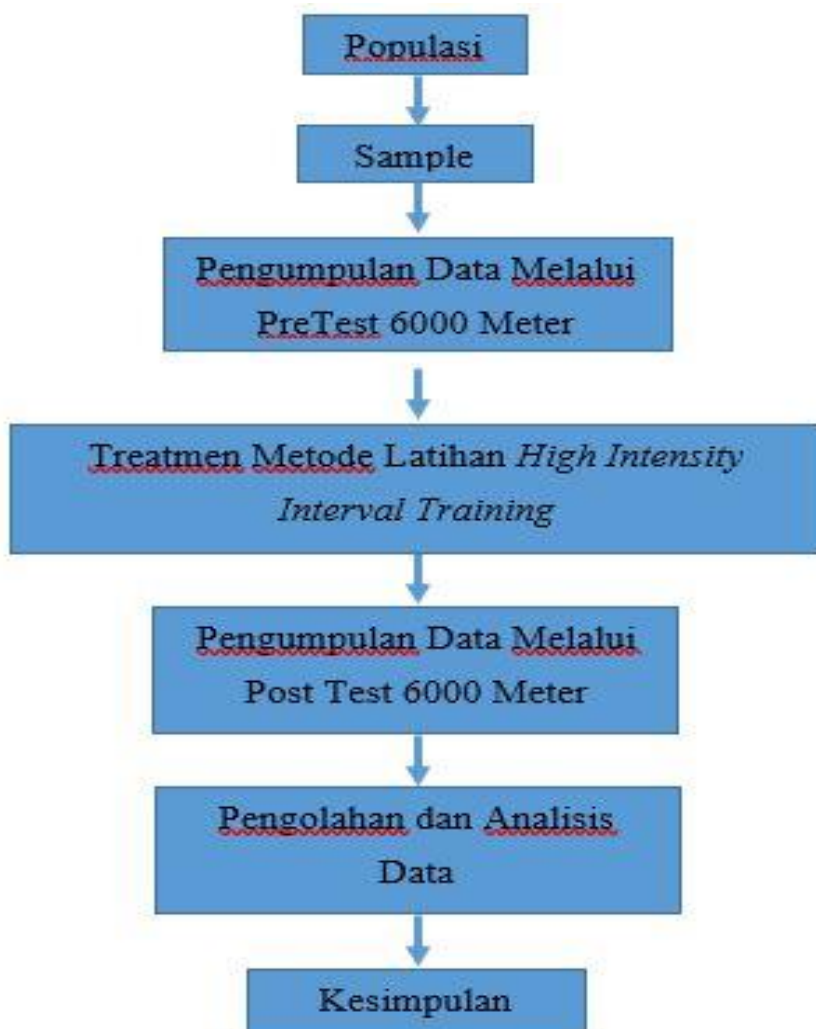 Populasi
Sample
Pengumpulan Data Melalui
PreTest 6000 Meter
Treatmen Metode Latihan High Intensity
Interval Training
Pengumpulan Data Melalui
Post Test 6000 Meter
Pengolahan dan Analisis
Data
Kesimpulan